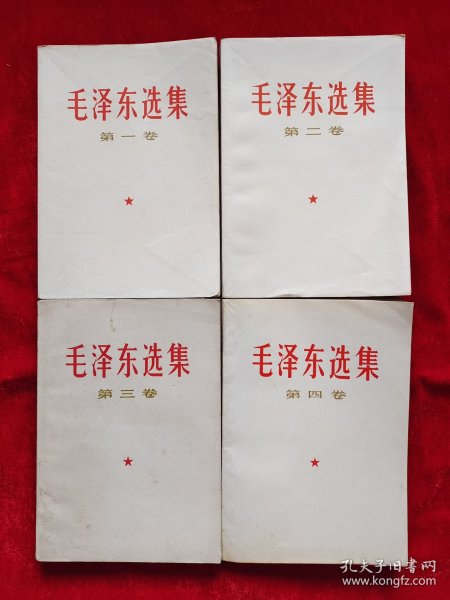 毛泽东选集
第一卷
毛泽东选集
第二卷
毛泽东选集
第三卷
毛泽东选集
第四卷
孔夫子旧书网
www.kongfz.com